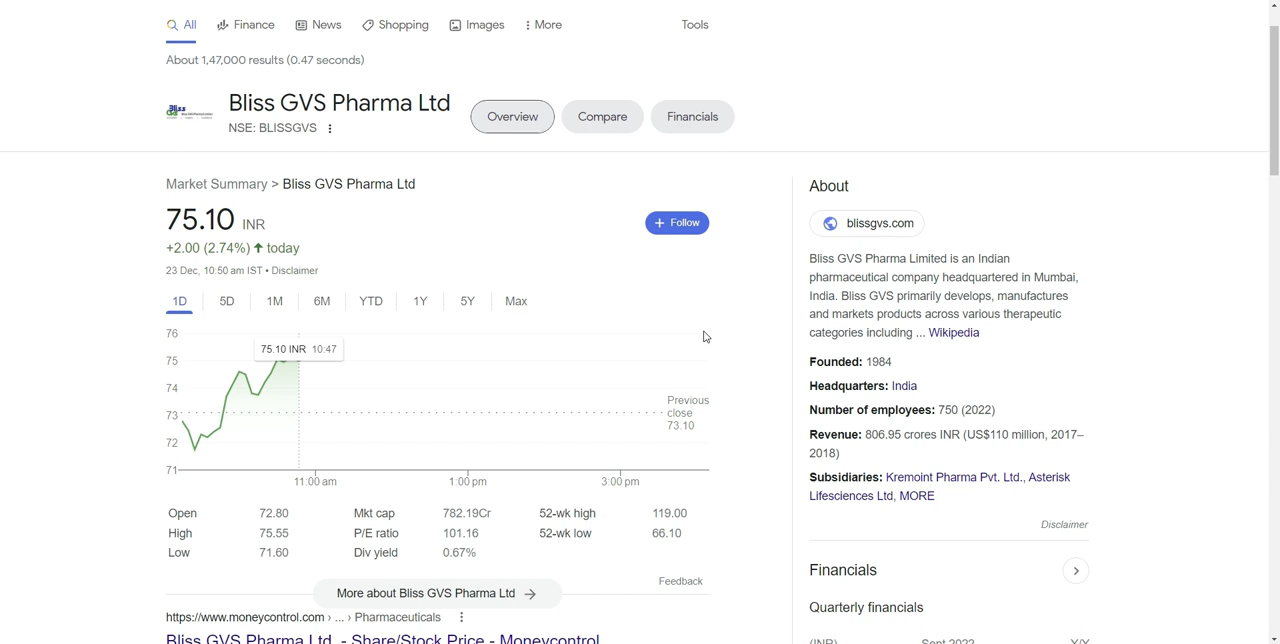 All Finance News Shopping Images More Tools
About 1,47,000 results (0.47 seconds)
Bliss GVS Pharma Ltd
NSE: BLISSGVS
Overview Compare Financials
Market Summary > Bliss GVS Pharma Ltd
75.10 INR
+ Follow
+2.00 (2.74%) today
23 Dec, 10:50 am IST • Disclaimer
1D 5D 1M 6M YTD 1Y 5Y Max
76
75.10 INR 10:47
75
74
73
72
71
Previous
close
73.10
11:00 am 1:00 pm 3:00 pm
Open 72.80 Mkt cap 782.19Cr 52-wk high 119.00
High 75.55 P/E ratio 101.16 52-wk low 66.10
Low 71.60 Div yield 0.67%
Feedback
More about Bliss GVS Pharma Ltd
https://www.moneycontrol.com › ... › Pharmaceuticals
Bliss GVS Pharma Ltd. - Share/Stock Price - Moneycontrol
About
blissgvs.com
Bliss GVS Pharma Limited is an Indian
pharmaceutical company headquartered in Mumbai,
India. Bliss GVS primarily develops, manufactures
and markets products across various therapeutic
categories including ... Wikipedia
Founded: 1984
Headquarters: India
Number of employees: 750 (2022)
Revenue: 806.95 crores INR (US$110 million, 2017–
2018)
Subsidiaries: Kremoint Pharma Pvt. Ltd., Asterisk
Lifesciences Ltd, MORE
Disclaimer
Financials
Quarterly financials
(INR) Sept 2022 Y/Y